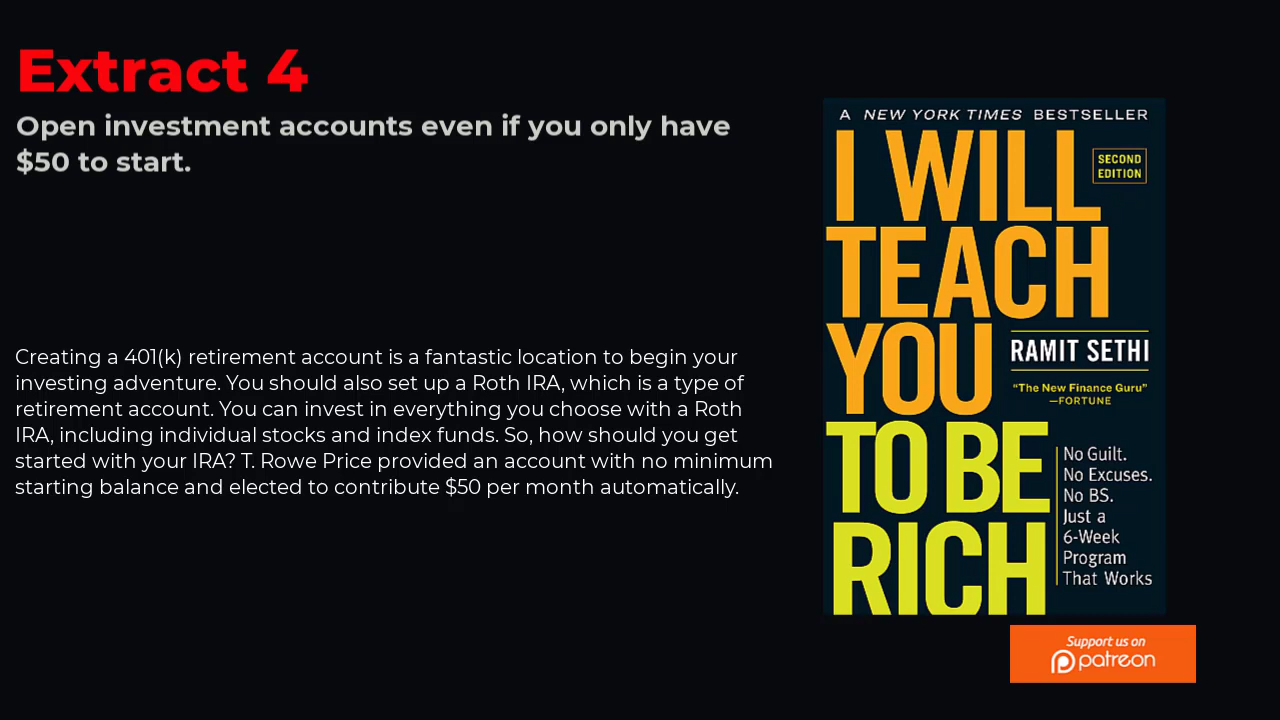 Extract 4
Open investment accounts even if you only have
$50 to start.
Creating a 401(k) retirement account is a fantastic location to begin your
investing adventure. You should also set up a Roth IRA, which is a type of
retirement account. You can invest in everything you choose with a Roth
IRA, including individual stocks and index funds. So, how should you get
started with your IRA? T. Rowe Price provided an account with no minimum
starting balance and elected to contribute $50 per month automatically.
A NEW YORK TIMES BESTSELLER
I WILL
SECOND
EDITION
TEACH
YOU
RAMIT SETHI
"The New Finance Guru"
—FORTUNE
TO BE
RICH
No Guilt.
No Excuses.
No BS.
Just a
6-Week
Program
That Works
Support us on
patreon